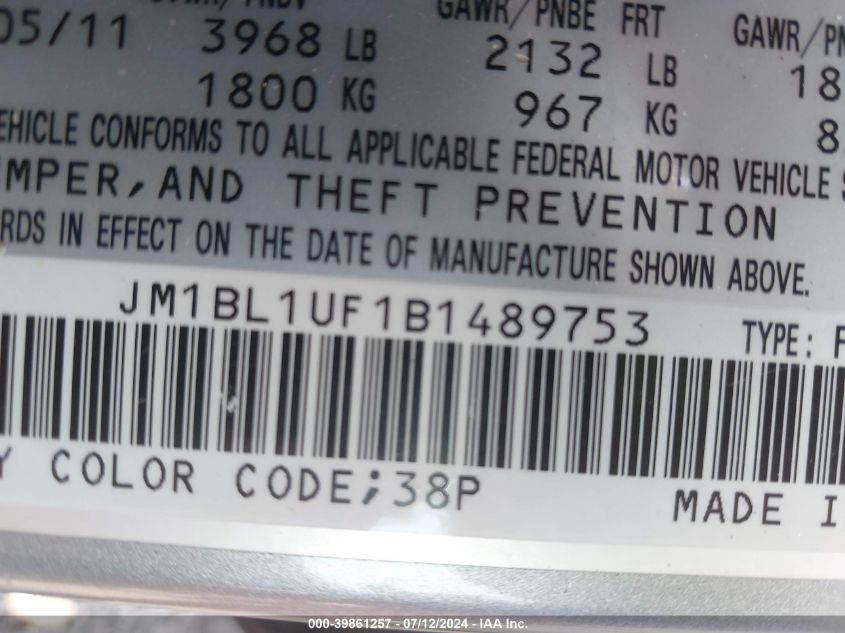 GAWR/PNBE FRT GAWR/PN
05/11 3968 LB 2132 LB 18
1800 KG 967 KG 8
EHICLE CONFORMS TO ALL APPLICABLE FEDERAL MOTOR VEHICLE S
UMPER, AND THEFT PREVENTION
RDS IN EFFECT ON THE DATE OF MANUFACTURE SHOWN ABOVE.
JM1BL1UF1B1489753 TYPE: F
Y COLOR CODE;38P MADE I
000-39861257 - 07/12/2024 - IAA Inc.